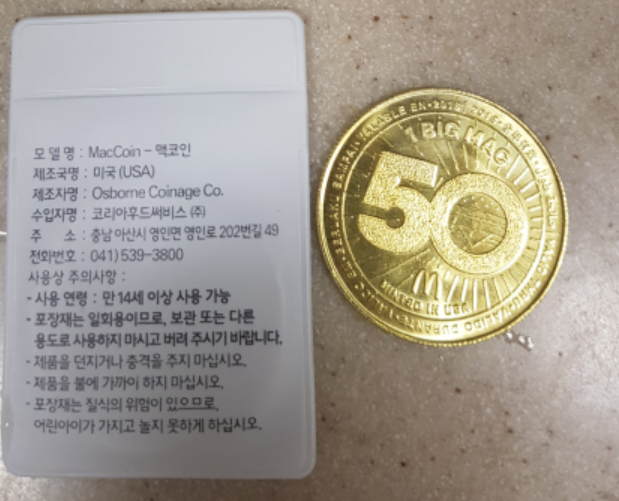 모 델 명 : MacCoin - 맥코인
제조국명 : 미국 (USA)
제조자명 : Osborne Coinage Co.
수입자명 : 코리아후드써비스 ㈜
주 소 : 충남 아산시 영인면 영인로 202번길 49
전화번호 : 041) 539-3800
사용상 주의사항 :
- 사용 연령 : 만 14세 이상 사용 가능
- 포장재는 일회용이므로, 보관 또는 다른
용도로 사용하지 마시고 버려 주시기 바랍니다.
- 제품을 던지거나 충격을 주지 마십시오.
- 제품을 불에 가까이 하지 마십시오.
- 포장재는 질식의 위험이 있으므로,
어린아이가 가지고 놀지 못하게 하십시오.
1 BIG MAC
50
BERLAKU SAMPAI VALABLE EN 2018
VALIDO DURANTE
MINTED IN USA